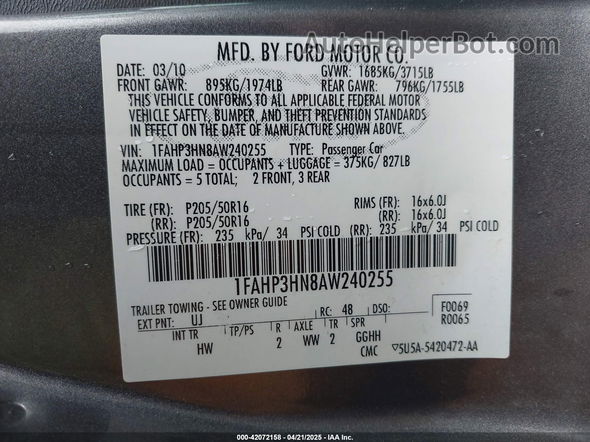 AutoHelperBot.com
MFD. BY FORD MOTOR CO.
DATE: 03/10 GVWR: 1685KG/3715LB
FRONT GAWR: 895KG/1974LB REAR GAWR: 796KG/1755LB
THIS VEHICLE CONFORMS TO ALL APPLICABLE FEDERAL MOTOR
VEHICLE SAFETY, BUMPER, AND THEFT PREVENTION STANDARDS
IN EFFECT ON THE DATE OF MANUFACTURE SHOWN ABOVE.
VIN: 1FAHP3HN8AW240255 TYPE: Passenger Car
MAXIMUM LOAD = OCCUPANTS + LUGGAGE = 375KG/ 827LB
OCCUPANTS = 5 TOTAL; 2 FRONT, 3 REAR
TIRE (FR): P205/50R16 RIMS (FR): 16x6.0J
(RR): P205/50R16 (RR): 16x6.0J
PRESSURE (FR): 235 kPa/ 34 PSI COLD (RR): 235 kPa/ 34 PSI COLD
1FAHP3HN8AW240255
TRAILER TOWING - SEE OWNER GUIDE
EXT PNT: UJ RC: 48 DSO: F0069
INT TR TP/PS R AXLE TR SPR R0065
HW 2 WW 2 GGHH
CMC ▽5U5A-5420472-AA
000-42072158 - 04/21/2025 - IAA Inc.